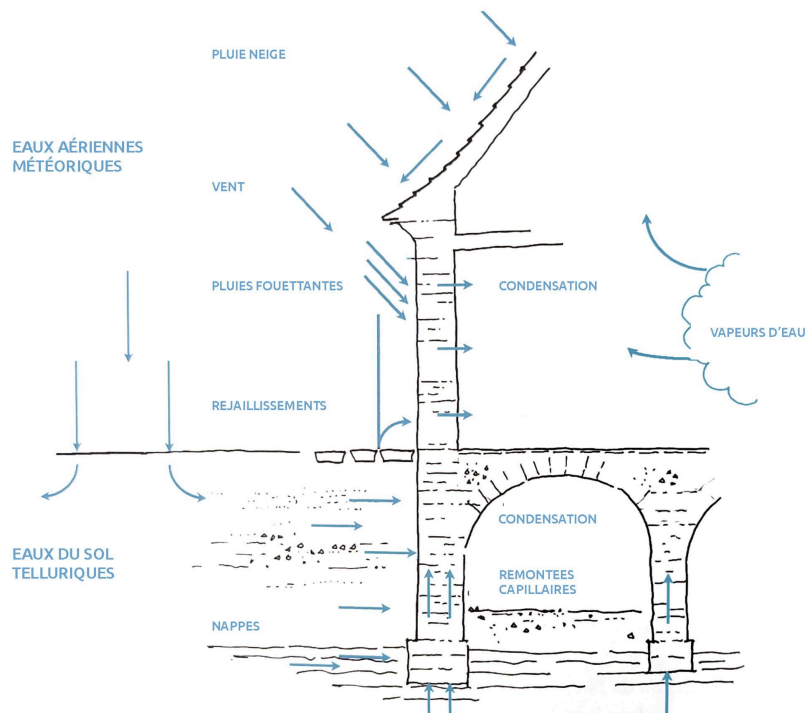 PLUIE NEIGE
EAUX AÉRIENNES
MÉTÉORIQUES
VENT
PLUIES FOUETTANTES
CONDENSATION
VAPEURS D'EAU
REJAILLISSEMENTS
CONDENSATION
EAUX DU SOL
TELLURIQUES
REMONTEES
CAPILLAIRES
NAPPES